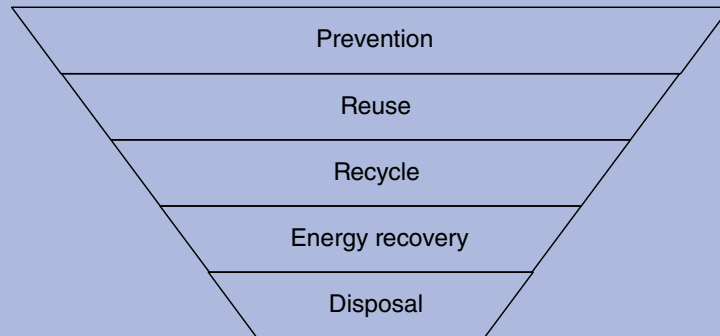 Prevention
Reuse
Recycle
Energy recovery
Disposal